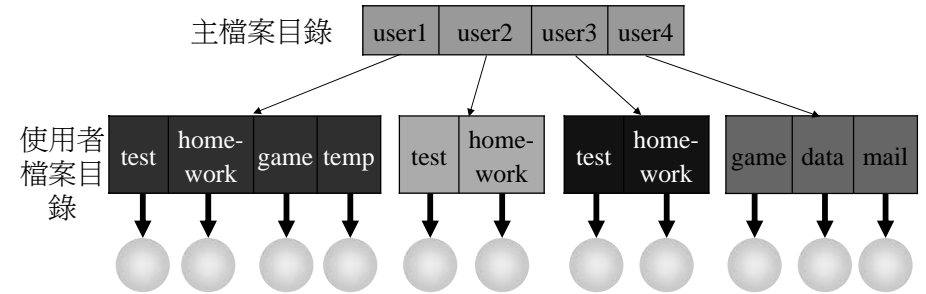 主檔案目錄
user1 user2 user3 user4
使用者
檔案目
錄
test home-
work game temp
test home-
work
test home-
work
game data mail